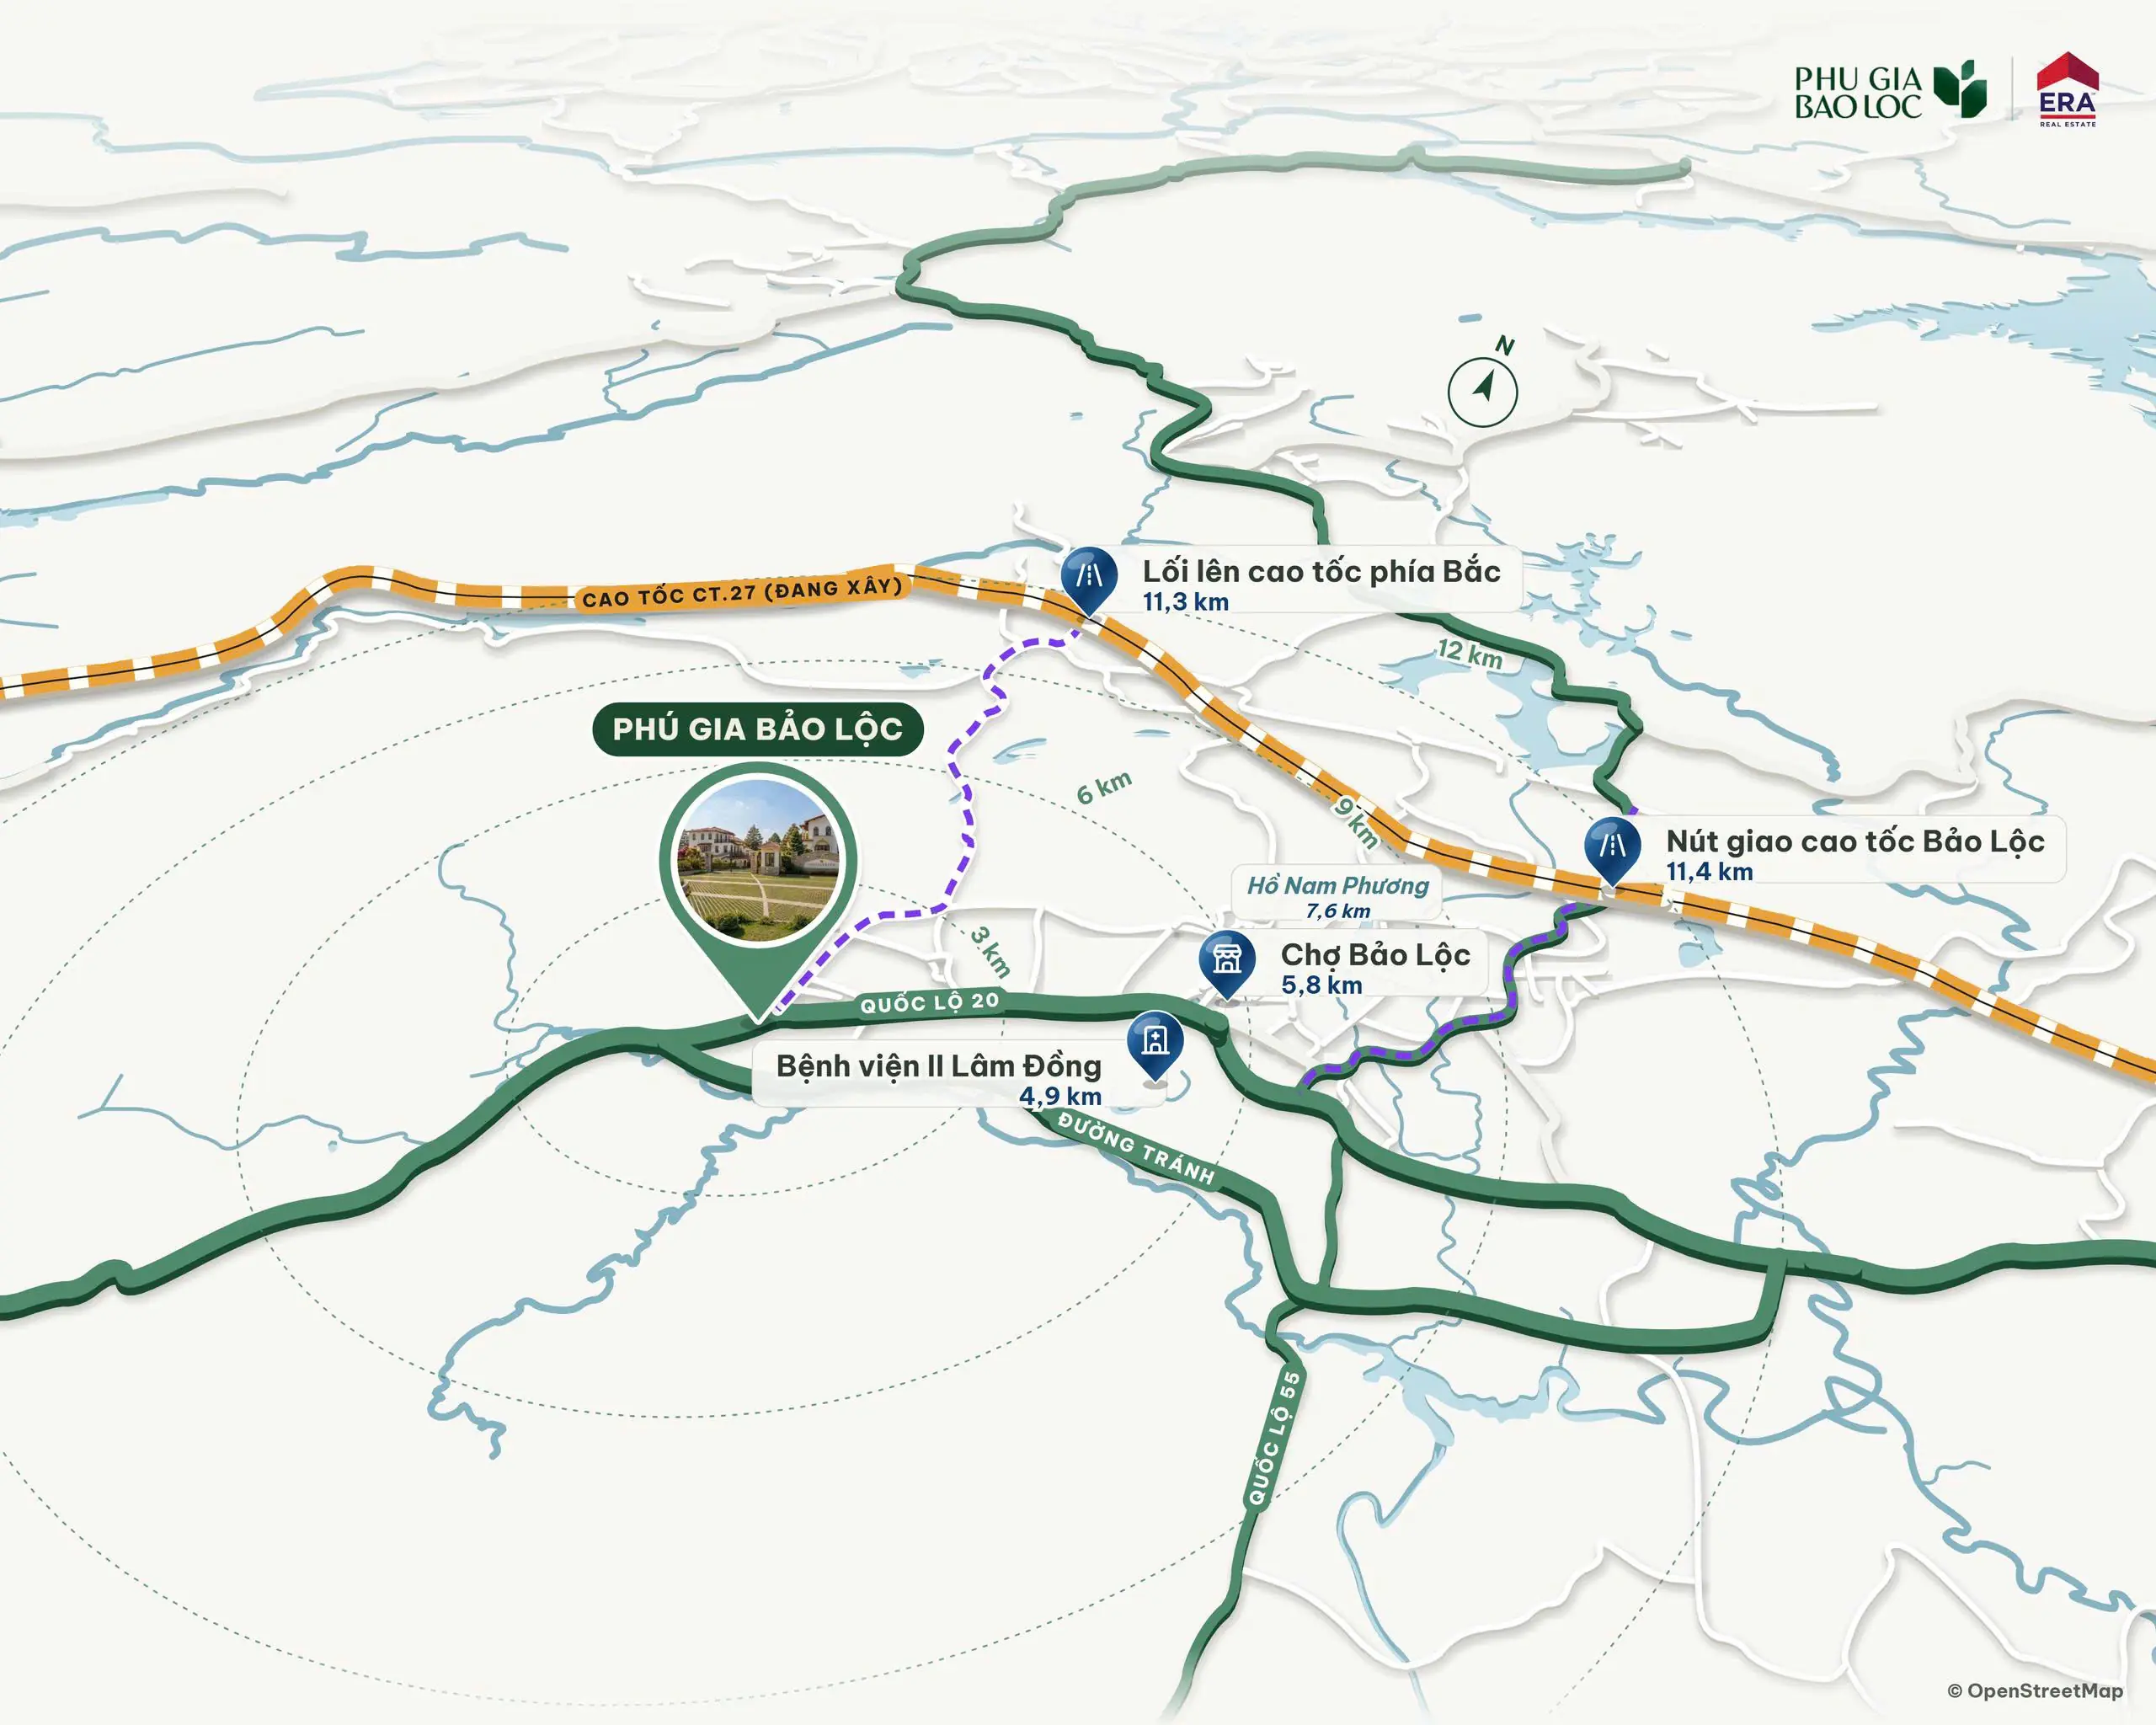 PHU GIA
BAO LOC
ERA
REAL ESTATE
N
Lối lên cao tốc phía Bắc
11,3 km
CAO TỐC CT.27 (ĐANG XÂY)
12 km
PHÚ GIA BẢO LỘC
6 km
9 km
Nút giao cao tốc Bảo Lộc
11,4 km
Hồ Nam Phương
7,6 km
3 km
Chợ Bảo Lộc
5,8 km
QUỐC LỘ 20
Bệnh viện II Lâm Đồng
4,9 km
ĐƯỜNG TRÁNH
QUỐC LỘ 55
© OpenStreetMap